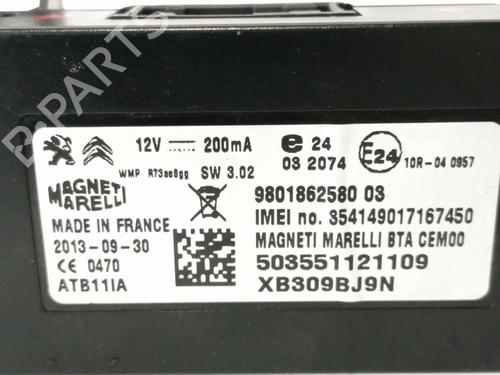 B-PARTS
12V 200mA
e 24
03 2074
E24
10R-04 0957
WMP R73ae8gg SW 3.02
MAGNETI
MARELLI
9801862580 03
IMEI no. 354149017167450
MADE IN FRANCE
MAGNETI MARELLI BTA CEM00
2013-09-30
503551121109
CE 0470
ATB11IA
XB309BJ9N